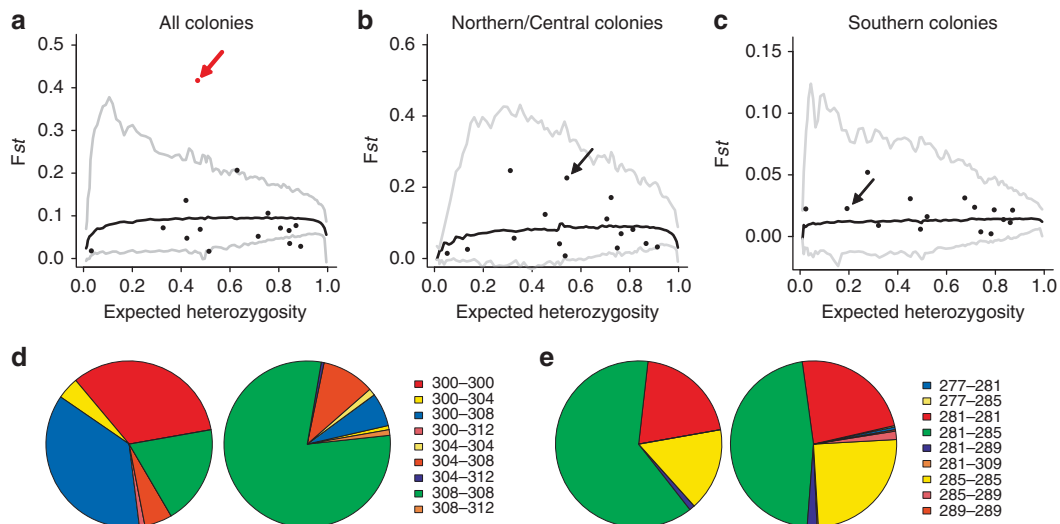 a All colonies
0.5
0.4
0.3
0.2
0.1
0.0
Fst
0.0 0.2 0.4 0.6 0.8 1.0
Expected heterozygosity
b Northern/Central colonies
0.6
0.4
0.2
0.0
Fst
0.0 0.2 0.4 0.6 0.8 1.0
Expected heterozygosity
c Southern colonies
0.15
0.10
0.05
0.00
Fst
0.0 0.2 0.4 0.6 0.8 1.0
Expected heterozygosity
d
300–300
300–304
300–308
300–312
304–304
304–308
304–312
308–308
308–312
e
277–281
277–285
281–281
281–285
281–289
281–309
285–285
285–289
289–289